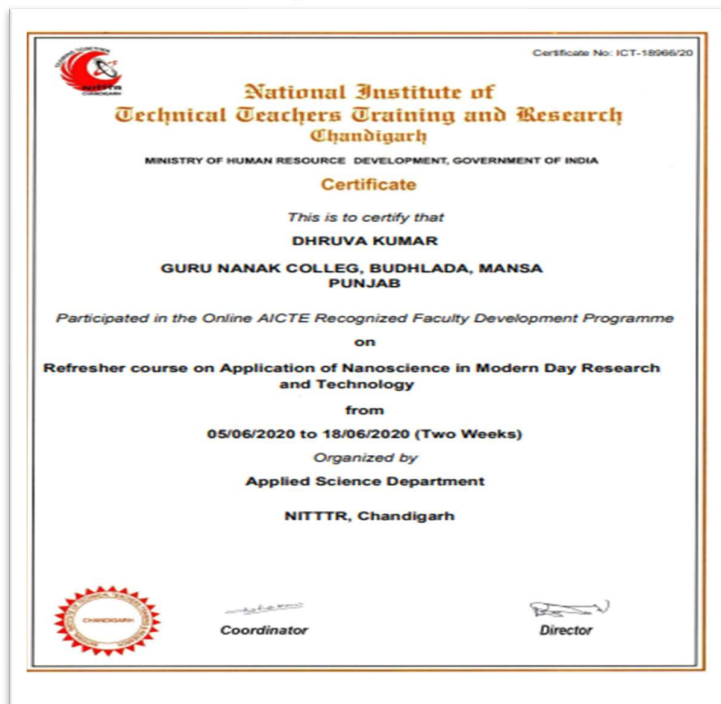 Certificate No: ICT-18966/20
NITTTR
CHANDIGARH
National Institute of
Technical Teachers Training and Research
Chandigarh
MINISTRY OF HUMAN RESOURCE DEVELOPMENT, GOVERNMENT OF INDIA
Certificate
This is to certify that
DHRUVA KUMAR
GURU NANAK COLLEG, BUDHLADA, MANSA
PUNJAB
Participated in the Online AICTE Recognized Faculty Development Programme
on
Refresher course on Application of Nanoscience in Modern Day Research
and Technology
from
05/06/2020 to 18/06/2020 (Two Weeks)
Organized by
Applied Science Department
NITTTR, Chandigarh
CHANDIGARH
Coordinator
Director